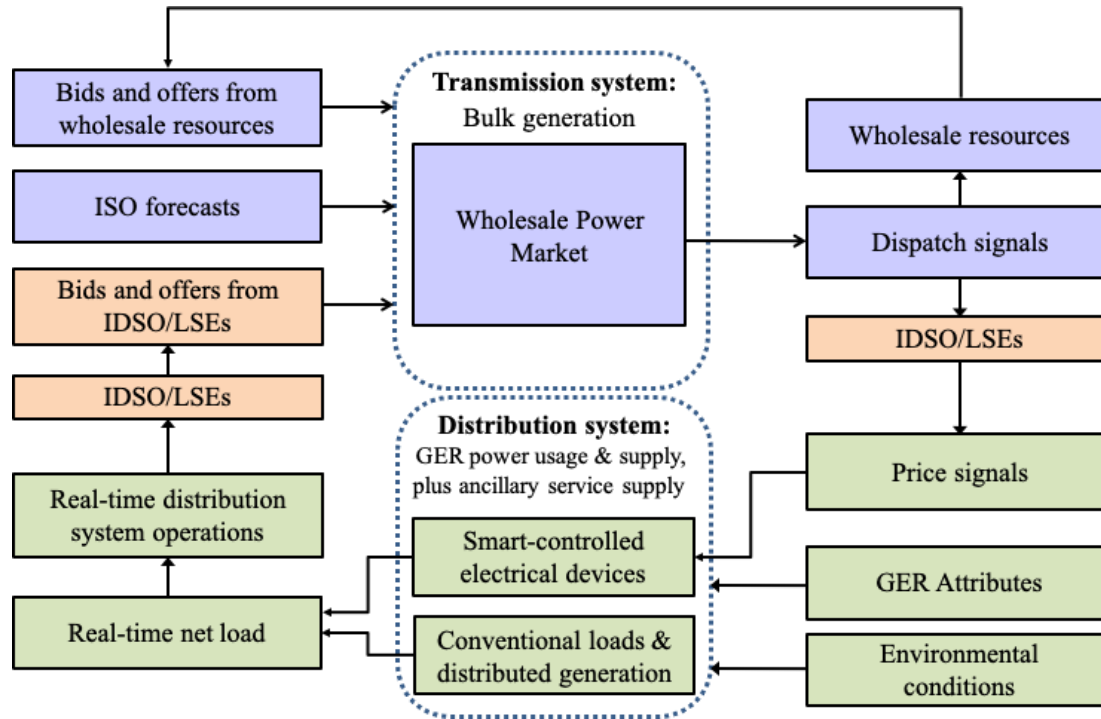 Bids and offers from
wholesale resources
ISO forecasts
Bids and offers from
IDSO/LSEs
IDSO/LSEs
Real-time distribution
system operations
Real-time net load
Transmission system:
Bulk generation
Wholesale Power
Market
Distribution system:
GER power usage & supply,
plus ancillary service supply
Smart-controlled
electrical devices
Conventional loads &
distributed generation
Wholesale resources
Dispatch signals
IDSO/LSEs
Price signals
GER Attributes
Environmental
conditions